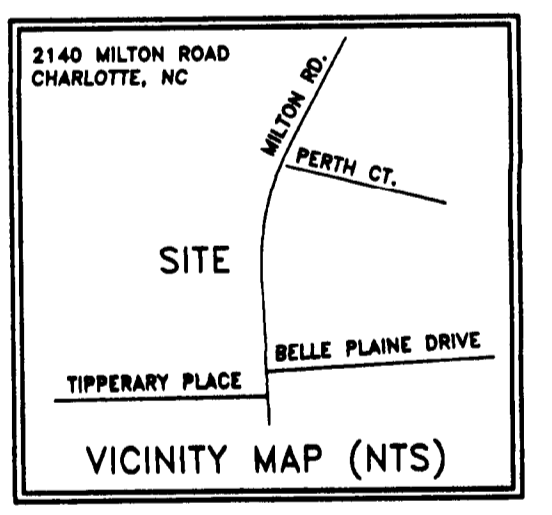 2140 MILTON ROAD
CHARLOTTE, NC
MILTON RD.
PERTH CT.
SITE
BELLE PLAINE DRIVE
TIPPERARY PLACE
VICINITY MAP (NTS)